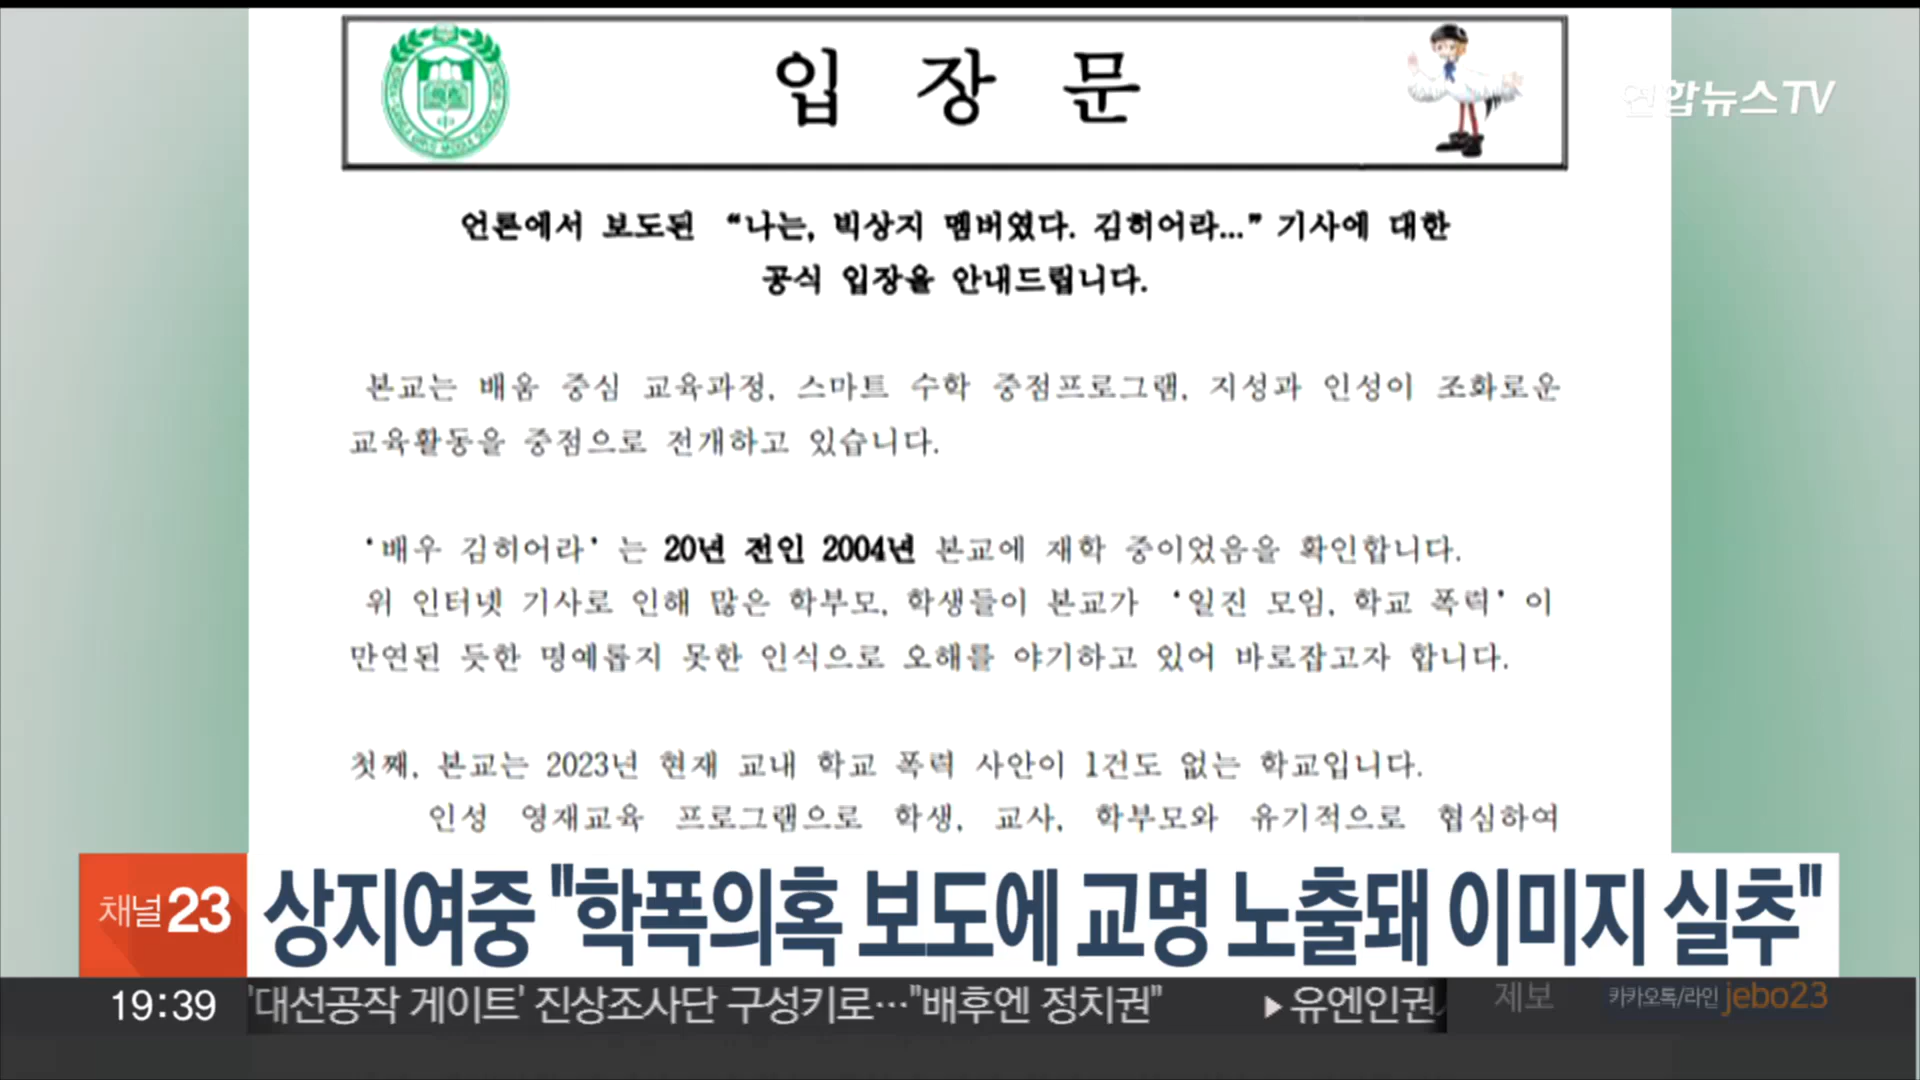 입장문
연합뉴스TV
언론에서 보도된 “나는, 빅상지 멤버였다. 김히어라...” 기사에 대한
공식 입장을 안내드립니다.
본교는 배움 중심 교육과정, 스마트 수학 중점프로그램, 지성과 인성이 조화로운
교육활동을 중점으로 전개하고 있습니다.
‘배우 김히어라’ 는 20년 전인 2004년 본교에 재학 중이었음을 확인합니다.
위 인터넷 기사로 인해 많은 학부모, 학생들이 본교가 ‘일진 모임, 학교 폭력’ 이
만연된 듯한 명예롭지 못한 인식으로 오해를 야기하고 있어 바로잡고자 합니다.
첫째, 본교는 2023년 현재 교내 학교 폭력 사안이 1건도 없는 학교입니다.
인성 영재교육 프로그램으로 학생, 교사, 학부모와 유기적으로 협심하여
채널23 상지여중 "학폭의혹 보도에 교명 노출돼 이미지 실추"
19:39 '대선공작 게이트' 진상조사단 구성키로…"배후엔 정치권" ▶유엔인권 제보 카카오톡/라인 jebo23